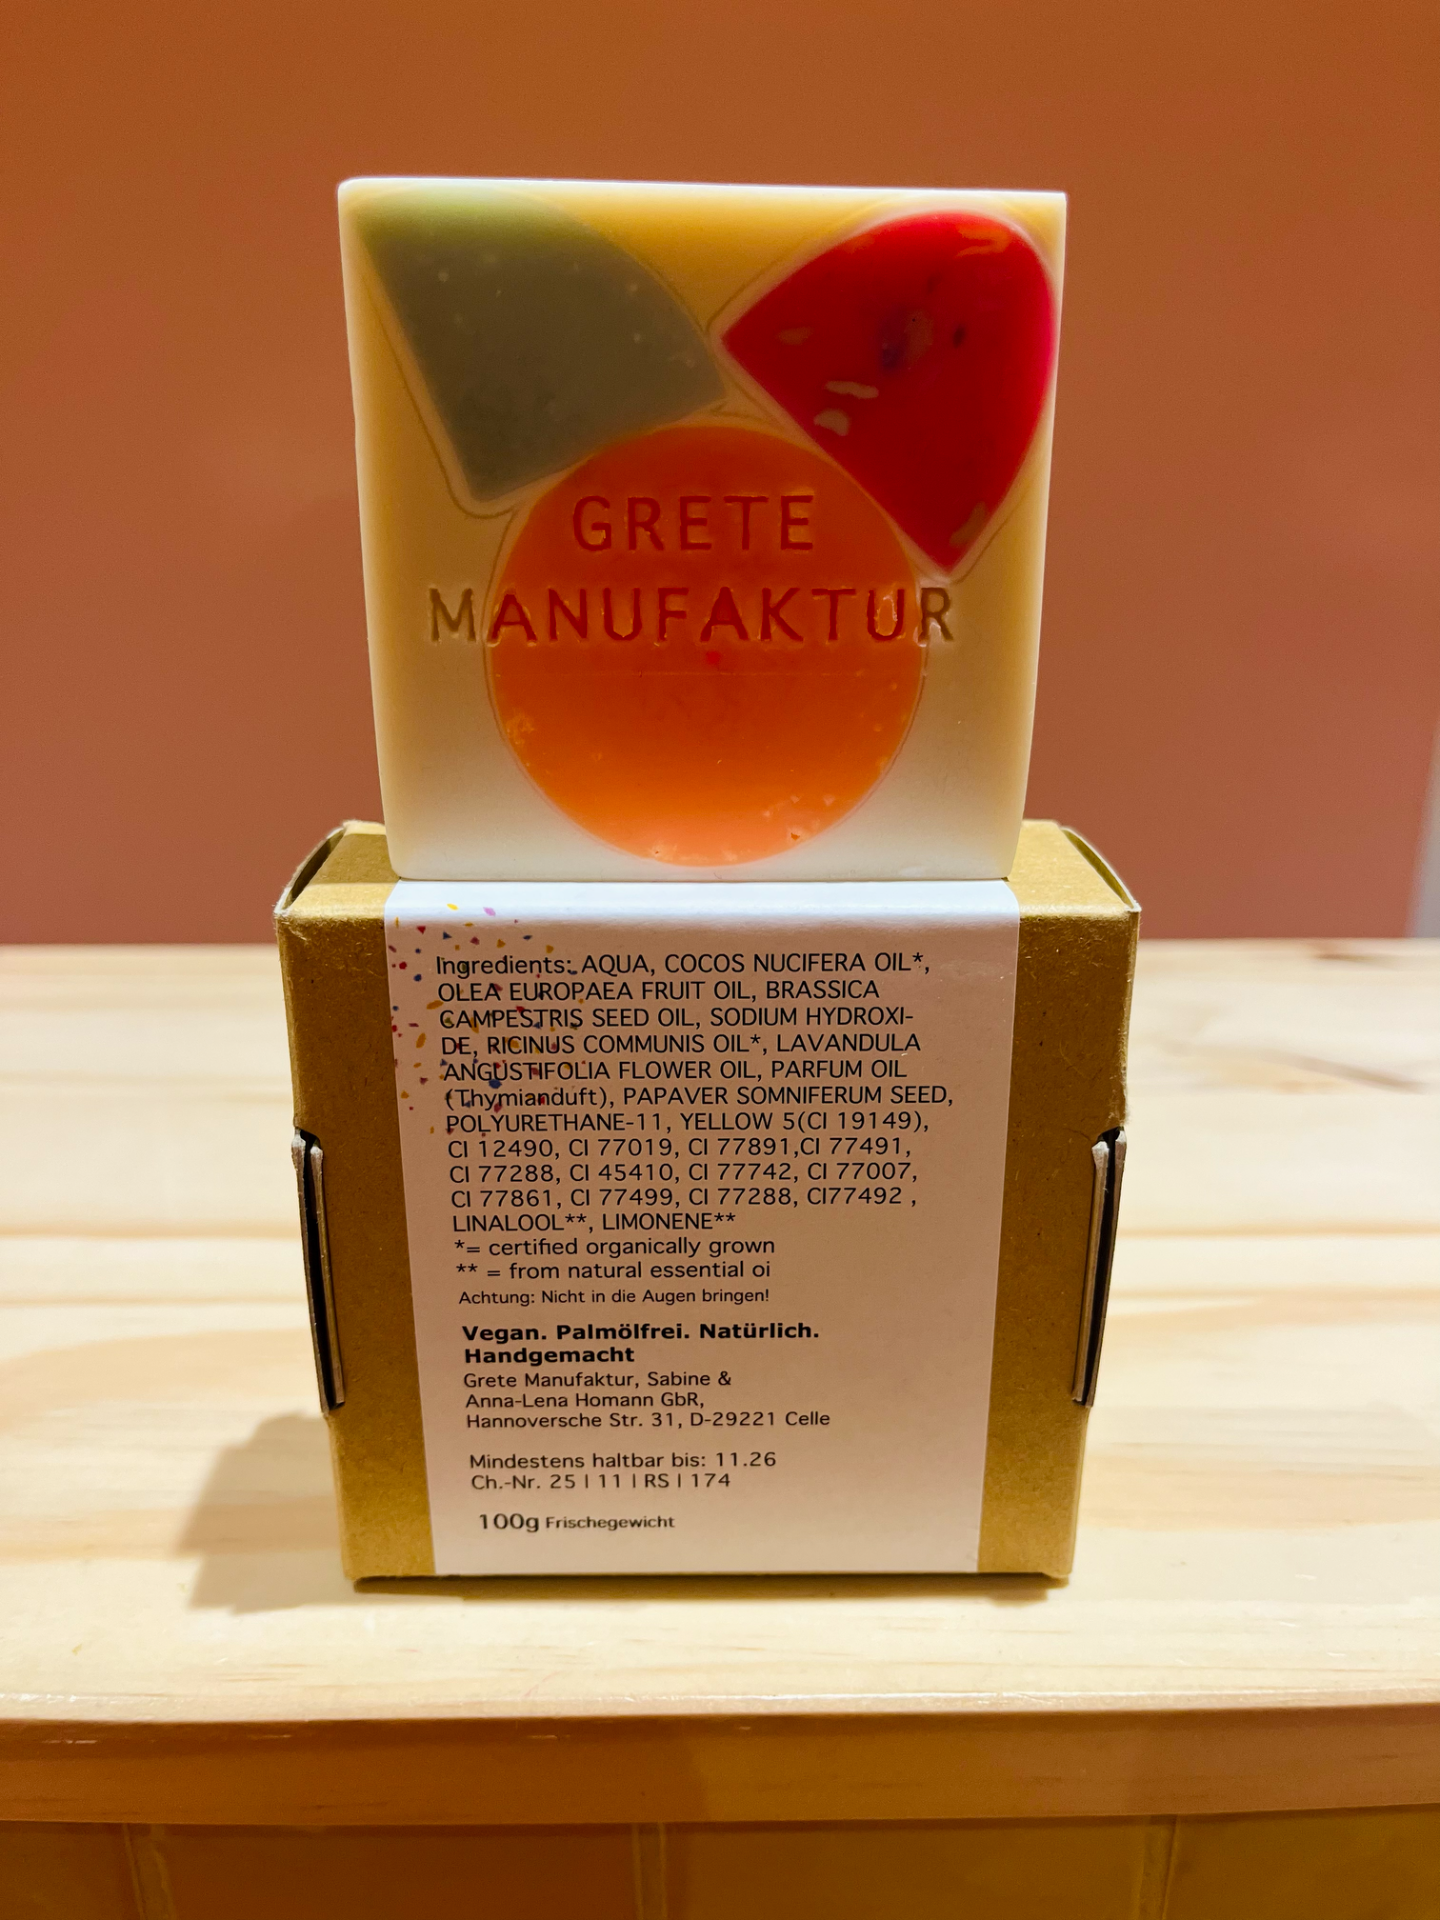 GRETE
MANUFAKTUR
Ingredients: AQUA, COCOS NUCIFERA OIL*,
OLEA EUROPAEA FRUIT OIL, BRASSICA
CAMPESTRIS SEED OIL, SODIUM HYDROXI-
DE, RICINUS COMMUNIS OIL*, LAVANDULA
ANGUSTIFOLIA FLOWER OIL, PARFUM OIL
(Thymianduft), PAPAVER SOMNIFERUM SEED,
POLYURETHANE-11, YELLOW 5(CI 19149),
CI 12490, CI 77019, CI 77891,CI 77491,
CI 77288, CI 45410, CI 77742, CI 77007,
CI 77861, CI 77499, CI 77288, CI77492 ,
LINALOOL**, LIMONENE**
*= certified organically grown
** = from natural essential oi
Achtung: Nicht in die Augen bringen!
Vegan. Palmölfrei. Natürlich.
Handgemacht
Grete Manufaktur, Sabine &
Anna-Lena Homann GbR,
Hannoversche Str. 31, D-29221 Celle
Mindestens haltbar bis: 11.26
Ch.-Nr. 25 | 11 | RS | 174
100g Frischegewicht